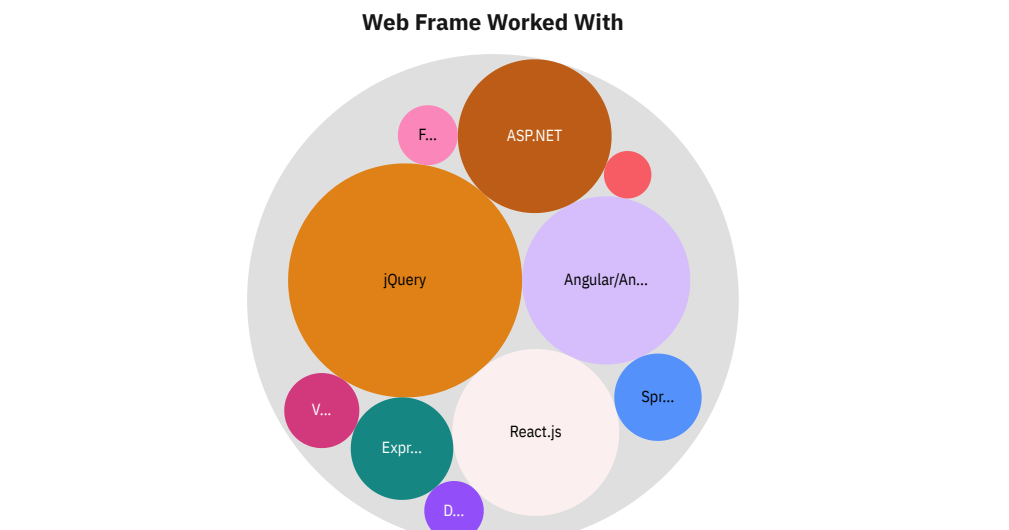 Web Frame Worked With
F...
ASP.NET
jQuery
Angular/An...
Spr...
V...
React.js
Expr...
D...